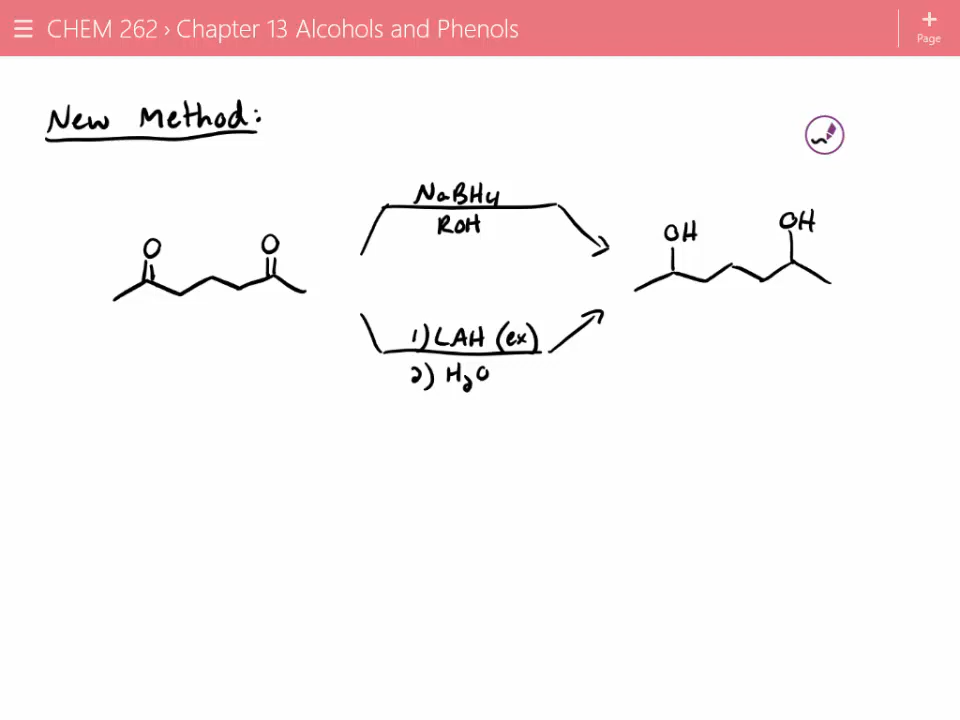 CHEM 262 › Chapter 13 Alcohols and Phenols
+
Page
New Method:
NaBH4
ROH
O
O
OH
OH
1) LAH (ex)
2) H₂O